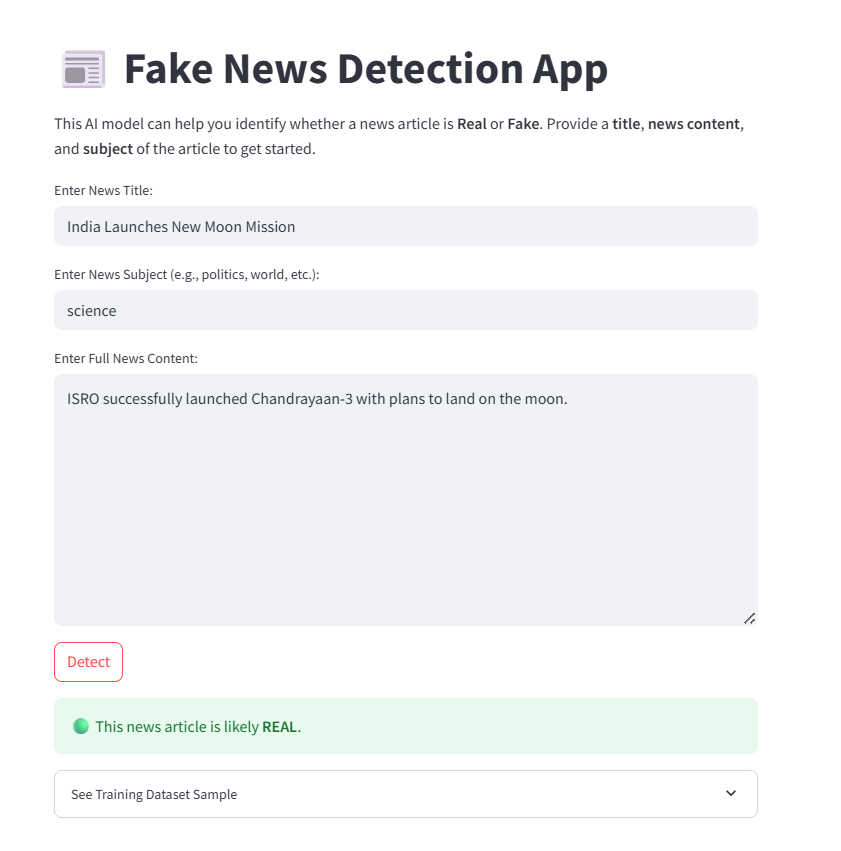 Fake News Detection App
This AI model can help you identify whether a news article is Real or Fake. Provide a title, news content,
and subject of the article to get started.
Enter News Title:
India Launches New Moon Mission
Enter News Subject (e.g., politics, world, etc.):
science
Enter Full News Content:
ISRO successfully launched Chandrayaan-3 with plans to land on the moon.
Detect
This news article is likely REAL.
See Training Dataset Sample